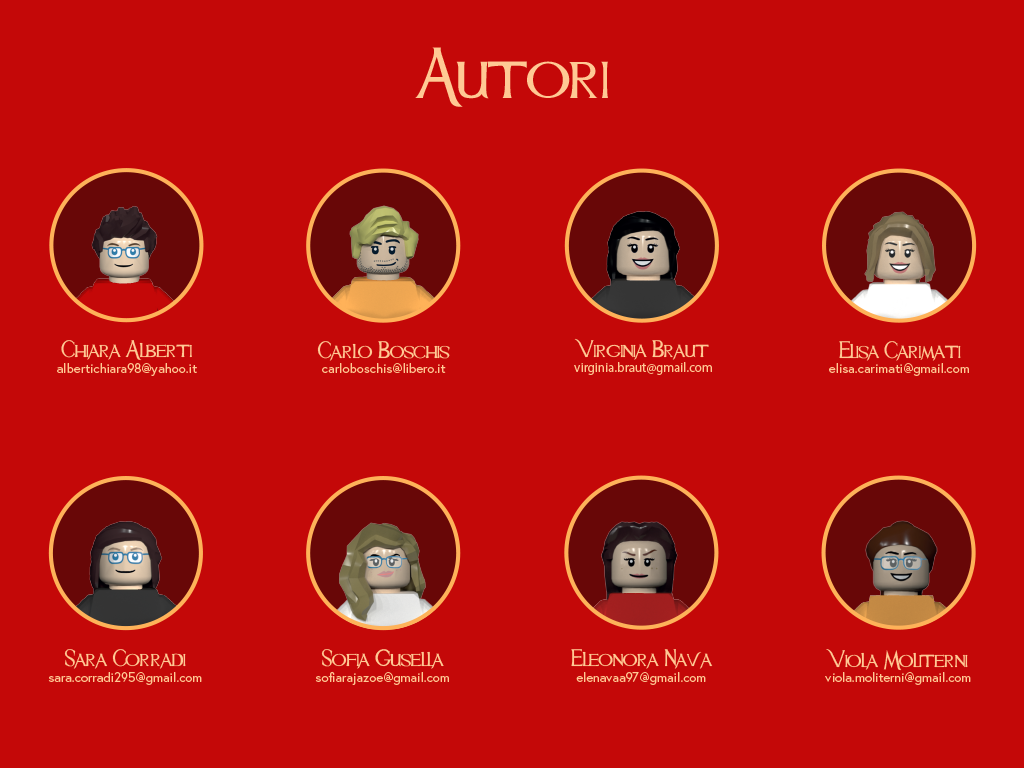 Autori
Chiara Alberti
albertichiara98@yahoo.it
Carlo Boschis
carloboschis@libero.it
Virginia Braut
virginia.braut@gmail.com
Elisa Carimati
elisa.carimati@gmail.com
Sara Corradi
sara.corradi295@gmail.com
Sofia Gusella
sofiarajazoe@gmail.com
Eleonora Nava
elenavaa97@gmail.com
Viola Moliterni
viola.moliterni@gmail.com